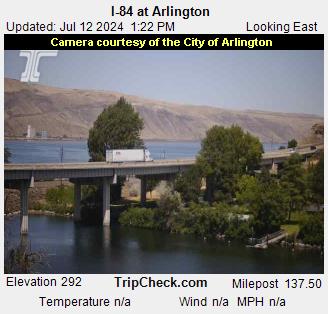 I-84 at Arlington
Updated: Jul 12 2024 1:22 PM Looking East
Camera courtesy of the City of Arlington
Elevation 292 TripCheck.com Milepost 137.50
Temperature n/a Wind n/a MPH n/a